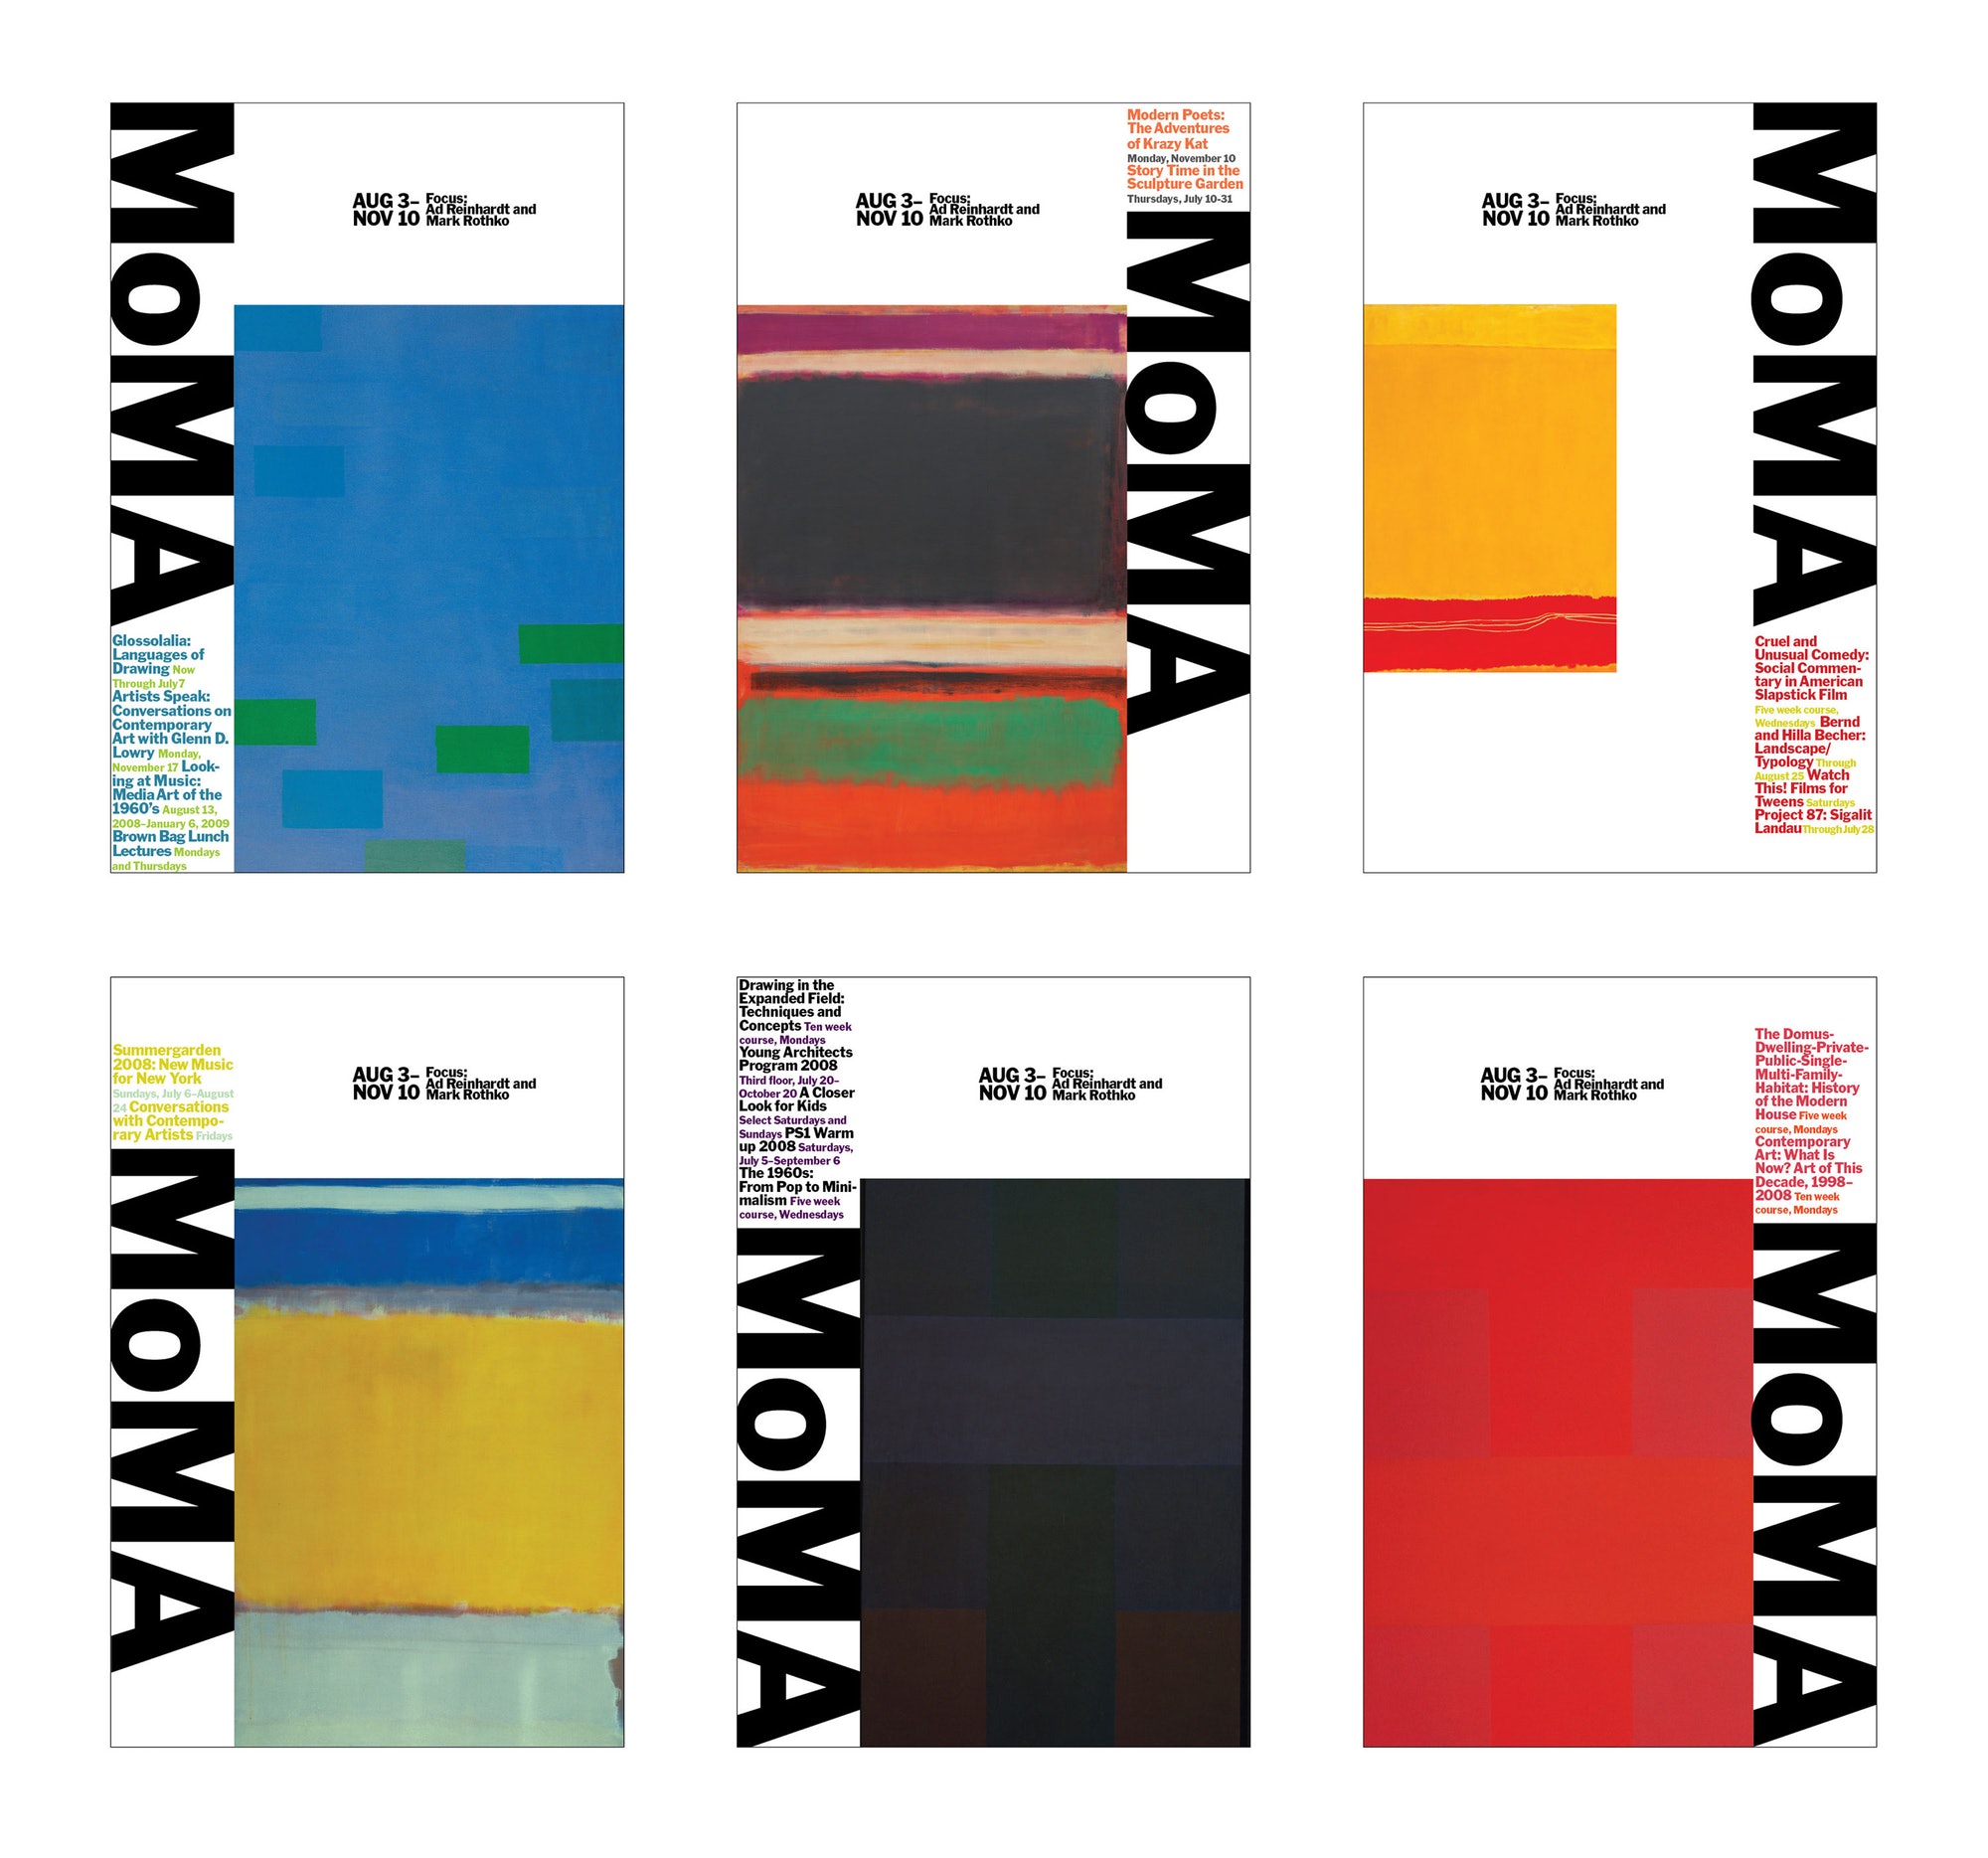 MoMA
AUG 3–
NOV 10
Focus:
Ad Reinhardt and
Mark Rothko
Glossolalia:
Languages of
Drawing Now
Through July 7
Artists Speak:
Conversations on
Contemporary
Art with Glenn D.
Lowry Monday,
November 17 Look-
ing at Music:
Media Art of the
1960's August 13,
2008–January 6, 2009
Brown Bag Lunch
Lectures Mondays
and Thursdays
Modern Poets:
The Adventures
of Krazy Kat
Monday, November 10
Story Time in the
Sculpture Garden
Thursdays, July 10-31
AUG 3–
NOV 10
Focus:
Ad Reinhardt and
Mark Rothko
MoMA
AUG 3–
NOV 10
Focus:
Ad Reinhardt and
Mark Rothko
MoMA
Cruel and
Unusual Comedy:
Social Commen-
tary in American
Slapstick Film
Five week course,
Wednesdays Bernd
and Hilla Becher:
Landscape/
Typology Through
August 25 Watch
This! Films for
Tweens Saturdays
Project 87: Sigalit
Landau Through July 28
Summergarden
2008: New Music
for New York
Sundays, July 6–August
24 Conversations
with Contempo-
rary Artists Fridays
MoMA
AUG 3–
NOV 10
Focus:
Ad Reinhardt and
Mark Rothko
Drawing in the
Expanded Field:
Techniques and
Concepts Ten week
course, Mondays
Young Architects
Program 2008
Third floor, July 20–
October 20 A Closer
Look for Kids
Select Saturdays and
Sundays PS1 Warm
up 2008 Saturdays,
July 5–September 6
The 1960s:
From Pop to Mini-
malism Five week
course, Wednesdays
MoMA
AUG 3–
NOV 10
Focus:
Ad Reinhardt and
Mark Rothko
AUG 3–
NOV 10
Focus:
Ad Reinhardt and
Mark Rothko
The Domus-
Dwelling-Private-
Public-Single-
Multi-Family-
Habitat: History
of the Modern
House Five week
course, Mondays
Contemporary
Art: What Is
Now? Art of This
Decade, 1998–
2008 Ten week
course, Mondays
MoMA